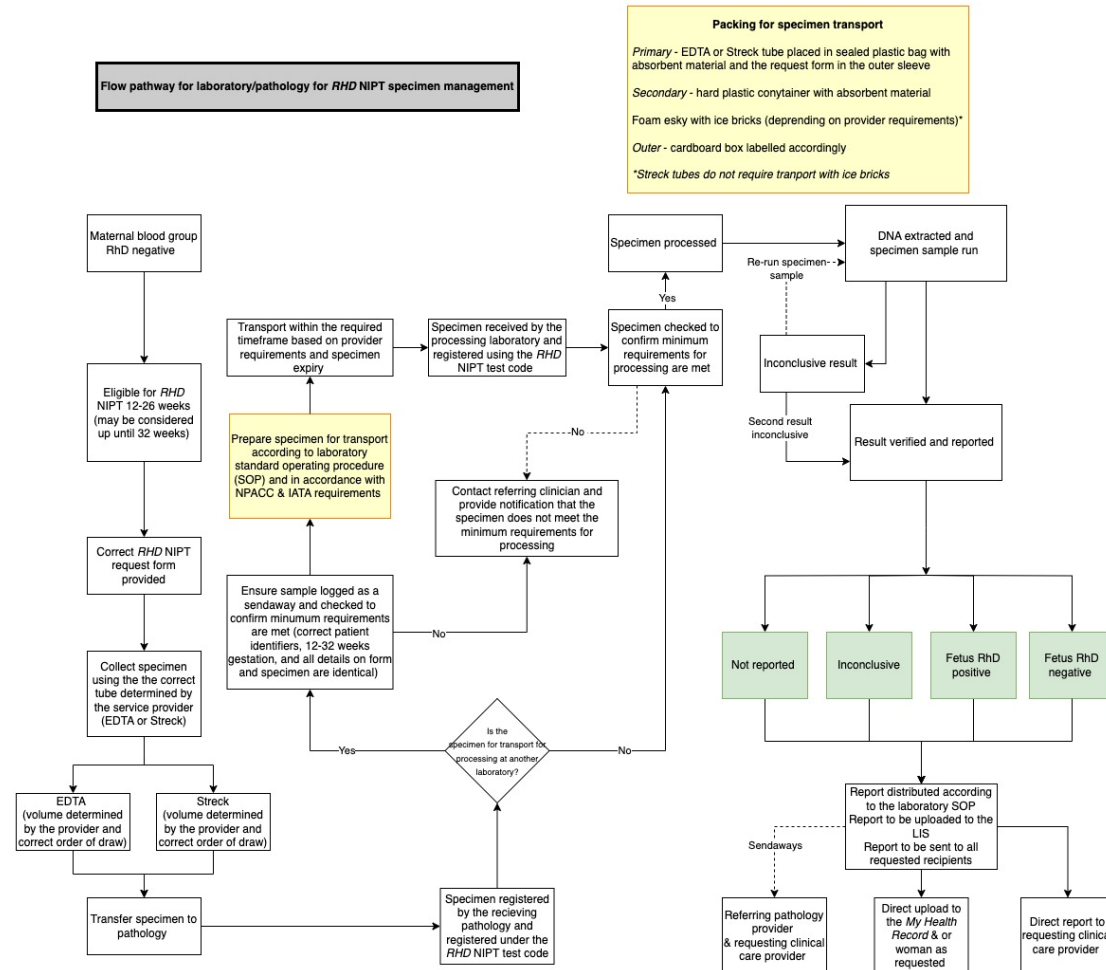 Packing for specimen transport
Primary - EDTA or Streck tube placed in sealed plastic bag with
absorbent material and the request form in the outer sleeve
Secondary - hard plastic conytainer with absorbent material
Foam esky with ice bricks (deprending on provider requirements)*
Outer - cardboard box labelled accordingly
*Streck tubes do not require tranport with ice bricks
Flow pathway for laboratory/pathology for RHD NIPT specimen management
Maternal blood group
RhD negative
Eligible for RHD
NIPT 12-26 weeks
(may be considered
up until 32 weeks)
Correct RHD NIPT
request form
provided
Collect specimen
using the the correct
tube determined by
the service provider
(EDTA or Streck)
EDTA
(volume determined
by the provider and
correct order of draw)
Streck
(volume determined
by the provider and
correct order of draw)
Transfer specimen to
pathology
Specimen registered
by the recieving
pathology and
registered under the
RHD NIPT test code
Is the
specimen for transport for
processing at another
laboratory?
Yes
No
Ensure sample logged as a
sendaway and checked to
confirm minumum requirements
are met (correct patient
identifiers, 12-32 weeks
gestation, and all details on form
and specimen are identical)
No
Prepare specimen for transport
according to laboratory
standard operating procedure
(SOP) and in accordance with
NPACC & IATA requirements
Transport within the required
timeframe based on provider
requirements and specimen
expiry
Specimen received by the
processing laboratory and
registered using the RHD
NIPT test code
Specimen checked to
confirm minimum
requirements for
processing are met
No
Contact referring clinician and
provide notification that the
specimen does not meet the
minimum requirements for
processing
Yes
Specimen processed
DNA extracted and
specimen sample run
Re-run specimen-
sample
Inconclusive result
Second result
inconclusive
Result verified and reported
Not reported
Inconclusive
Fetus RhD
positive
Fetus RhD
negative
Report distributed according
to the laboratory SOP
Report to be uploaded to the
LIS
Report to be sent to all
requested recipients
Sendaways
Referring pathology
provider
& requesting clinical
care provider
Direct upload to
the My Health
Record & or
woman as
requested
Direct report to
requesting clinical
care provider